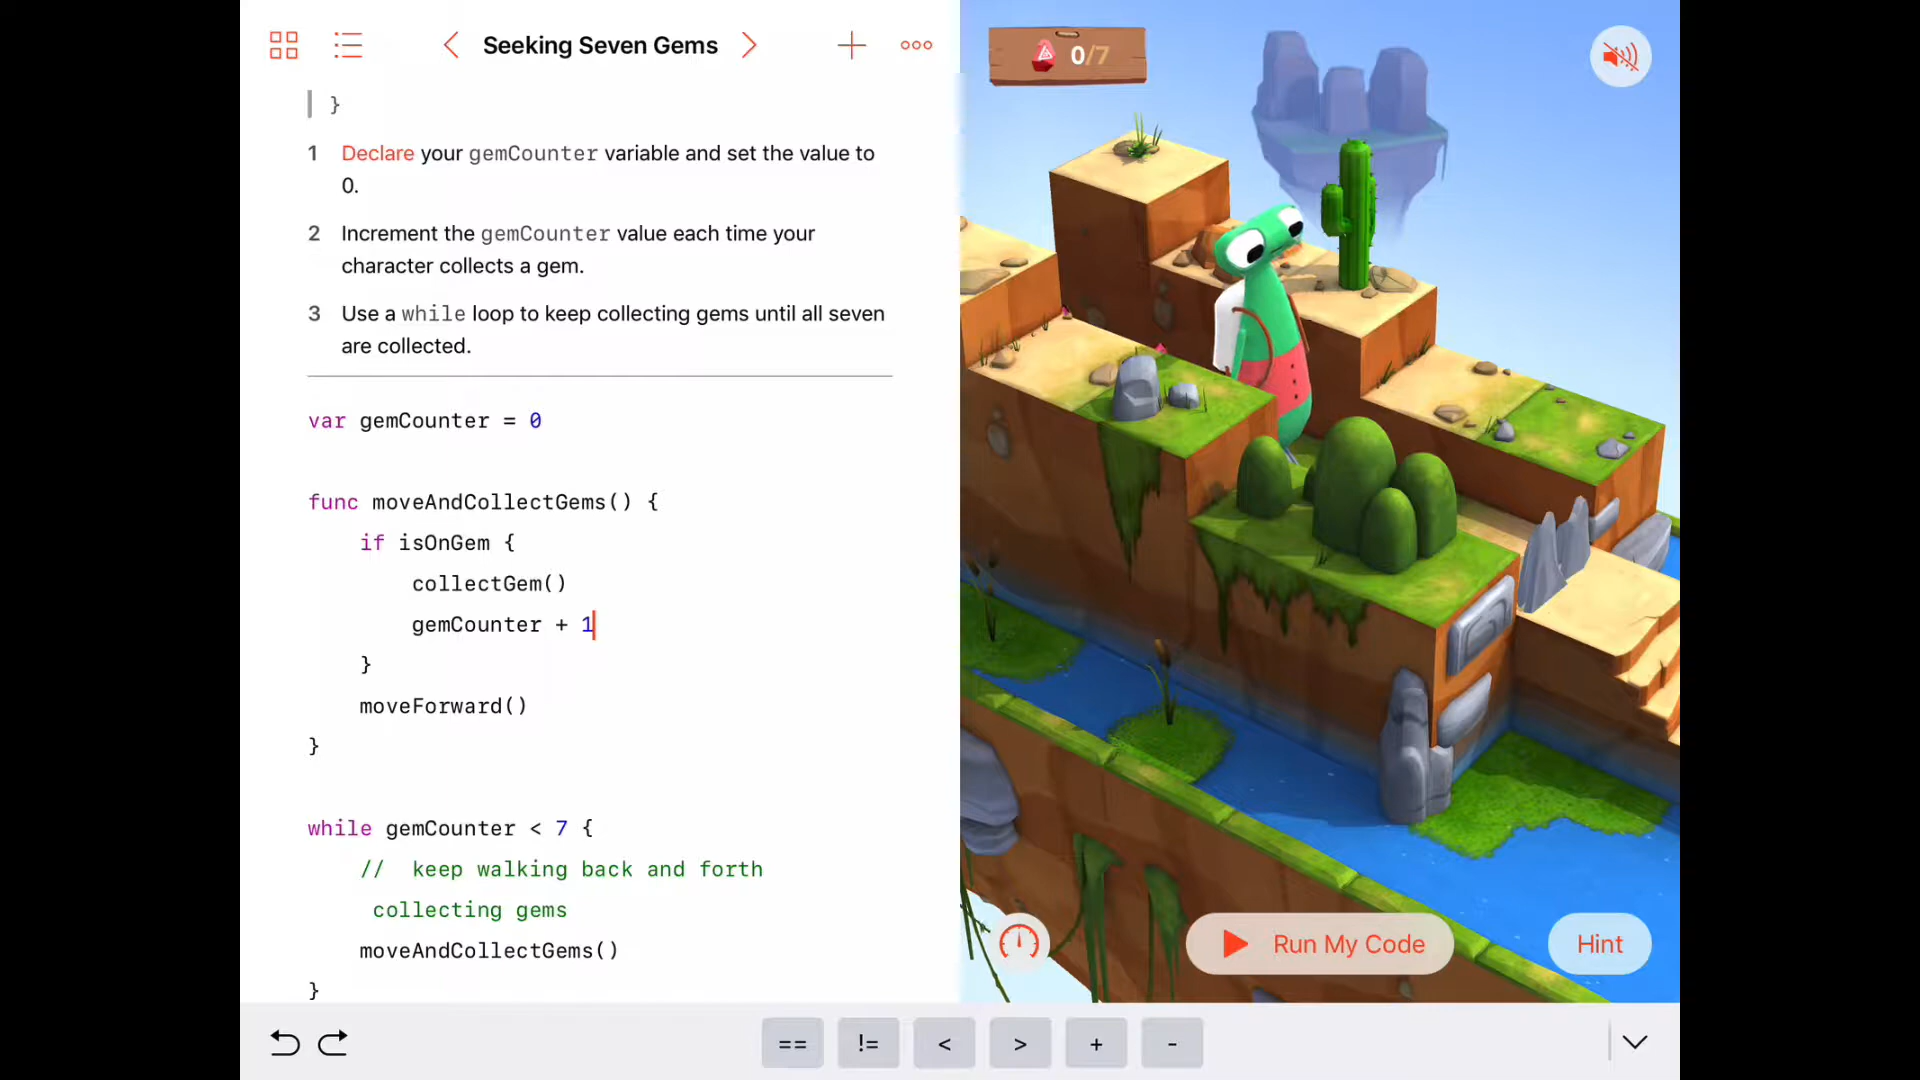 Seeking Seven Gems
}
1 Declare your gemCounter variable and set the value to
0.
2 Increment the gemCounter value each time your
character collects a gem.
3 Use a while loop to keep collecting gems until all seven
are collected.
var gemCounter = 0
func moveAndCollectGems() {
if isOnGem {
collectGem()
gemCounter + 1
}
moveForward()
}
while gemCounter < 7 {
// keep walking back and forth
collecting gems
moveAndCollectGems()
}
== != < > + -
0/7
Run My Code
Hint